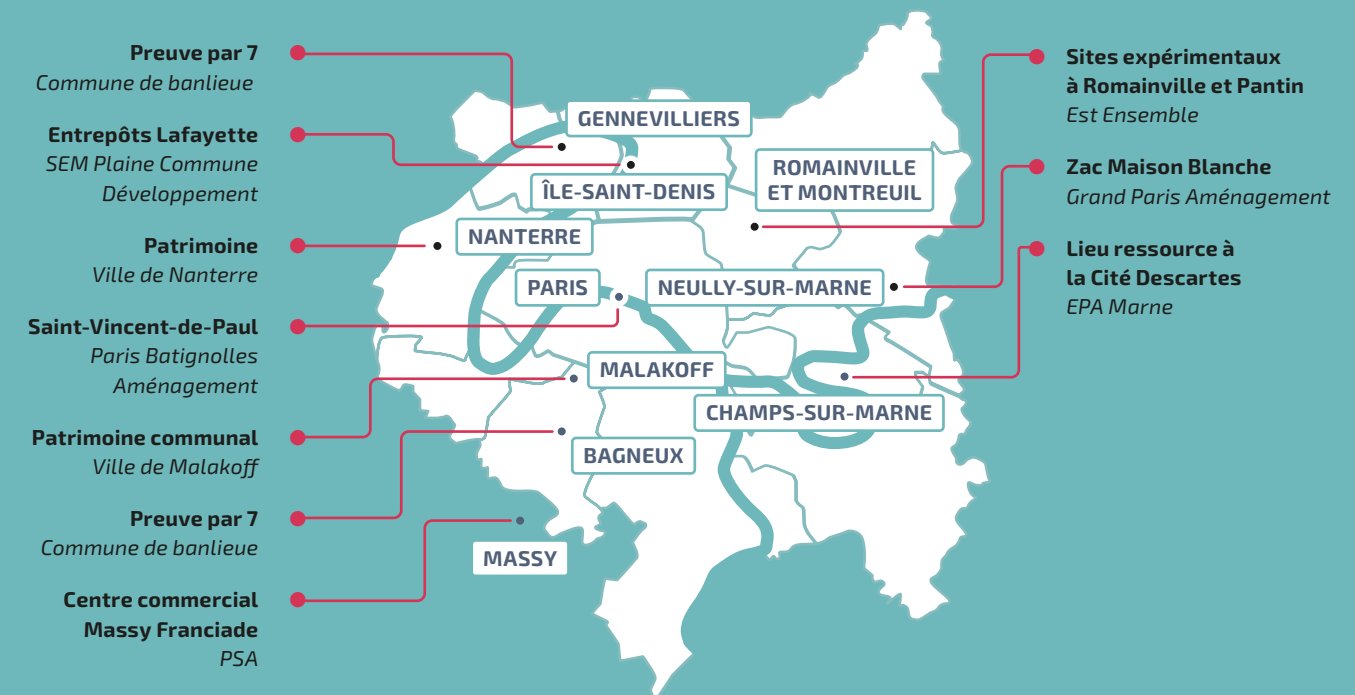 Preuve par 7
Commune de banlieue
Entrepôts Lafayette
SEM Plaine Commune
Développement
Patrimoine
Ville de Nanterre
Saint-Vincent-de-Paul
Paris Batignolles
Aménagement
Patrimoine communal
Ville de Malakoff
Preuve par 7
Commune de banlieue
Centre commercial
Massy Franciade
PSA
GENNEVILLIERS
ÎLE-SAINT-DENIS
ROMAINVILLE
ET MONTREUIL
NANTERRE
PARIS
NEULLY-SUR-MARNE
MALAKOFF
CHAMPS-SUR-MARNE
BAGNEUX
MASSY
Sites expérimentaux
à Romainville et Pantin
Est Ensemble
Zac Maison Blanche
Grand Paris Aménagement
Lieu ressource à
la Cité Descartes
EPA Marne